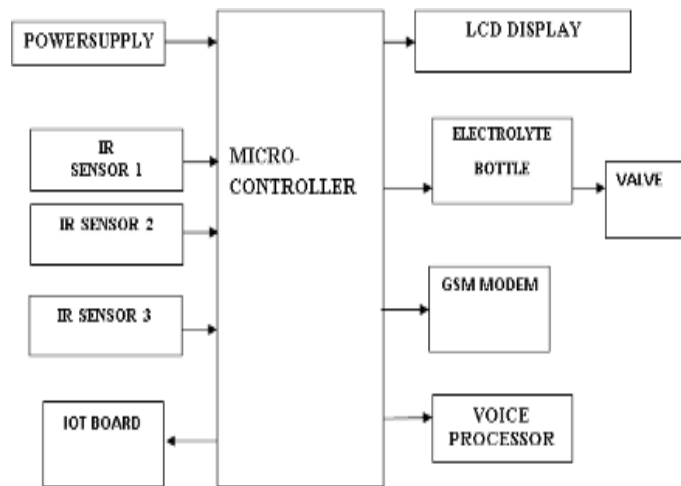 POWERSUPPLY
LCD DISPLAY
IR
SENSOR 1
MICRO-
CONTROLLER
ELECTROLYTE
BOTTLE
VALVE
IR SENSOR 2
GSM MODEM
IR SENSOR 3
IOT BOARD
VOICE
PROCESSOR